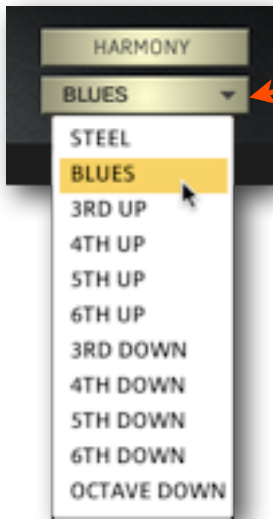 HARMONY
BLUES
STEEL
BLUES
3RD UP
4TH UP
5TH UP
6TH UP
3RD DOWN
4TH DOWN
5TH DOWN
6TH DOWN
OCTAVE DOWN